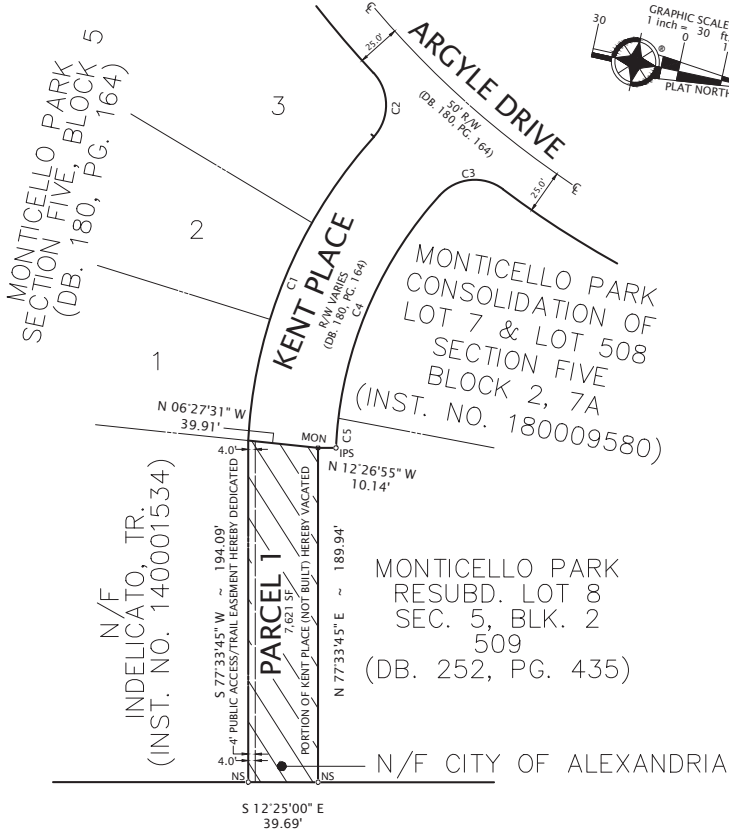 30
GRAPHIC SCALE
1 inch = 30 ft.
0
®
PLAT NORTH
25.0'
ARGYLE DRIVE
50' R/W
(DB. 180, PG. 164)
25.0'
MONTICELLO PARK
SECTION FIVE, BLOCK 5
(DB. 180, PG. 164)
3
2
1
C2
C3
C1
C4
C5
KENT PLACE
R/W VARIES
(DB. 180, PG. 164)
MONTICELLO PARK
CONSOLIDATION OF
LOT 7 & LOT 508
SECTION FIVE
BLOCK 2, 7A
(INST. NO. 180009580)
N 06°27'31" W
39.91'
MON
IPS
N 12°26'55" W
10.14'
4.0'
N/F
INDELICATO, TR.
(INST. NO. 140001534)
S 77°33'45" W ~ 194.09'
4' PUBLIC ACCESS/TRAIL EASEMENT HEREBY DEDICATED
PARCEL 1
7,621 SF
PORTION OF KENT PLACE (NOT BUILT) HEREBY VACATED
N 77°33'45" E ~ 189.94'
MONTICELLO PARK
RESUBD. LOT 8
SEC. 5, BLK. 2
509
(DB. 252, PG. 435)
4.0'
N/F CITY OF ALEXANDRIA
NS
NS
S 12°25'00" E
39.69'